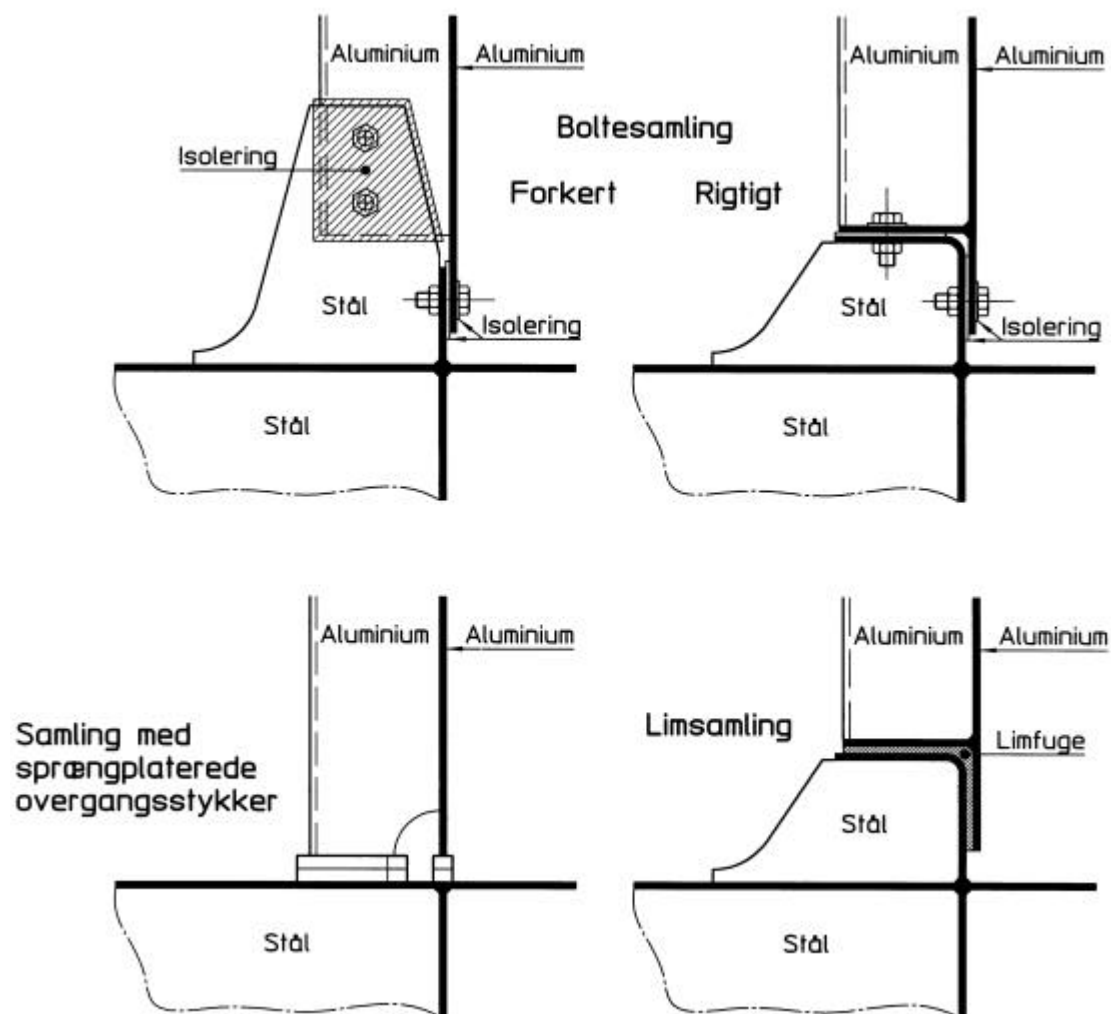 Aluminium
Aluminium
Isolering
Stål
Isolering
Stål
Boltesamling
Forkert
Rigtigt
Aluminium
Aluminium
Stål
Isolering
Stål
Samling med
sprængplaterede
overgangsstykker
Aluminium
Aluminium
Stål
Limsamling
Aluminium
Aluminium
Limfuge
Stål
Stål